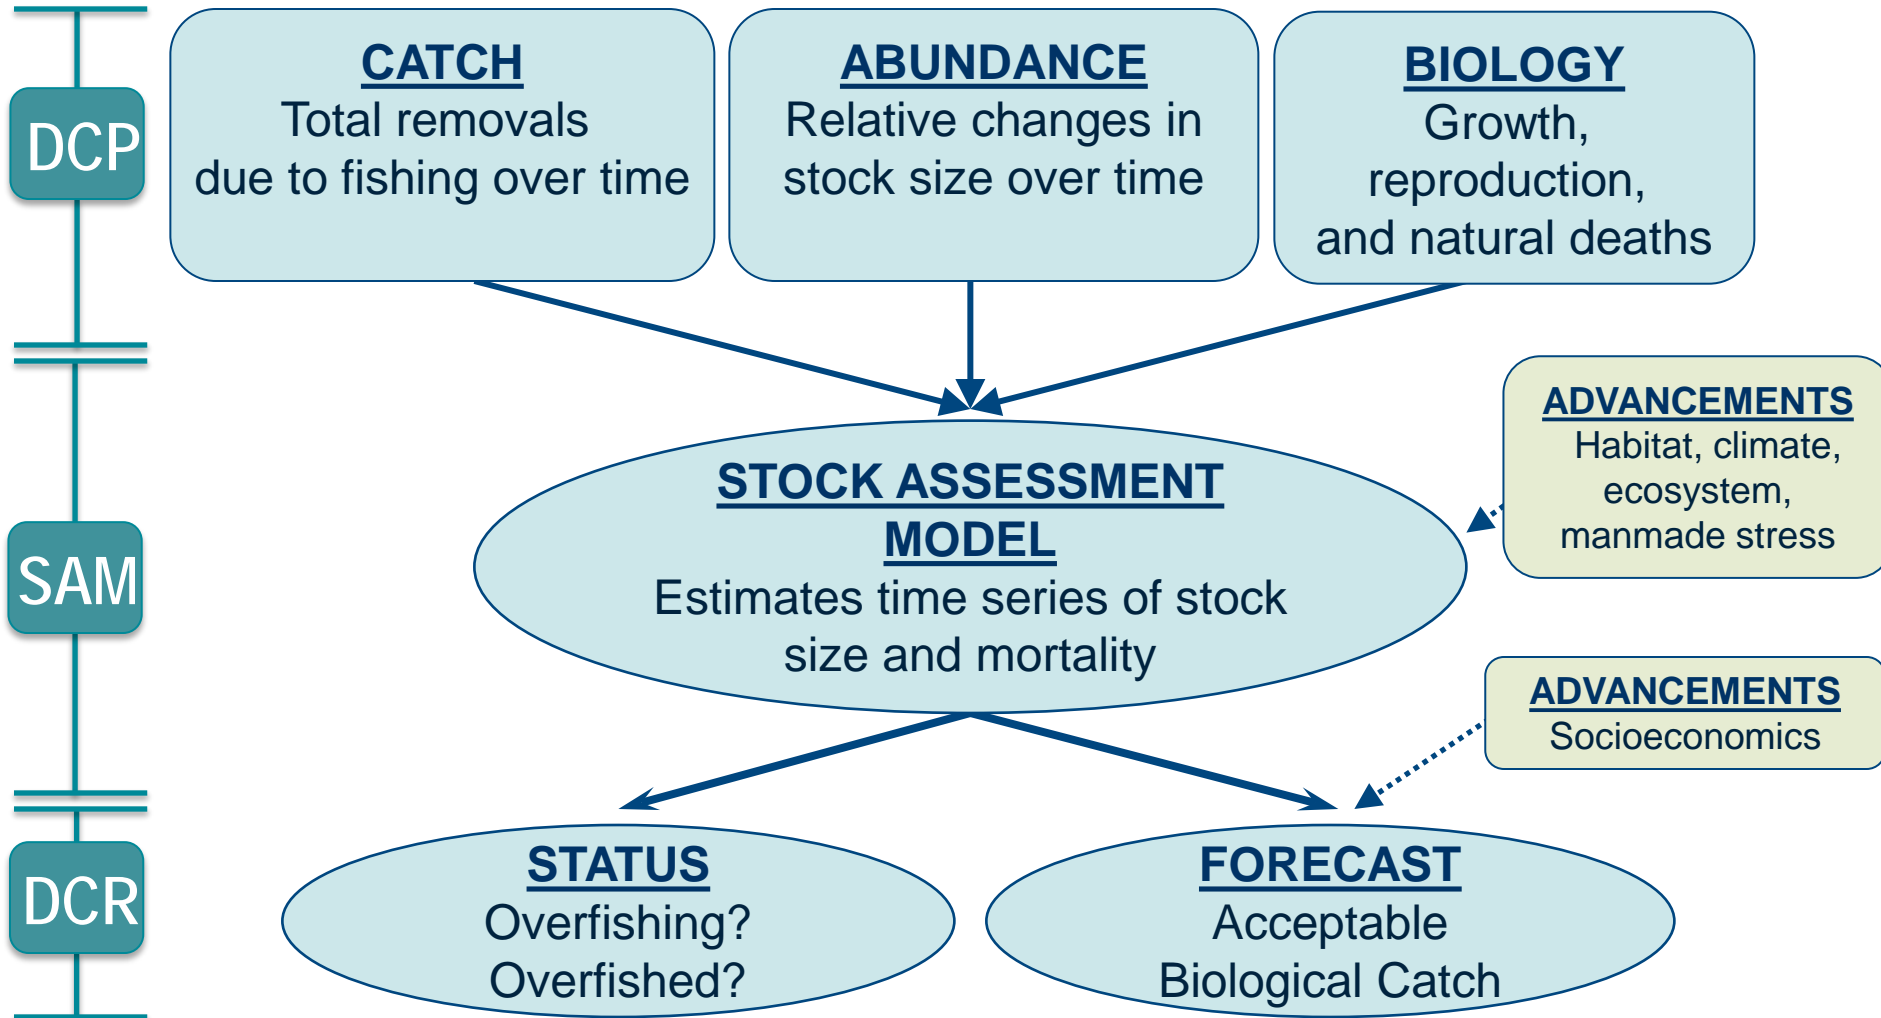 DCP
CATCH
Total removals
due to fishing over time
ABUNDANCE
Relative changes in
stock size over time
BIOLOGY
Growth,
reproduction,
and natural deaths
SAM
STOCK ASSESSMENT
MODEL
Estimates time series of stock
size and mortality
ADVANCEMENTS
Habitat, climate,
ecosystem,
manmade stress
ADVANCEMENTS
Socioeconomics
DCR
STATUS
Overfishing?
Overfished?
FORECAST
Acceptable
Biological Catch